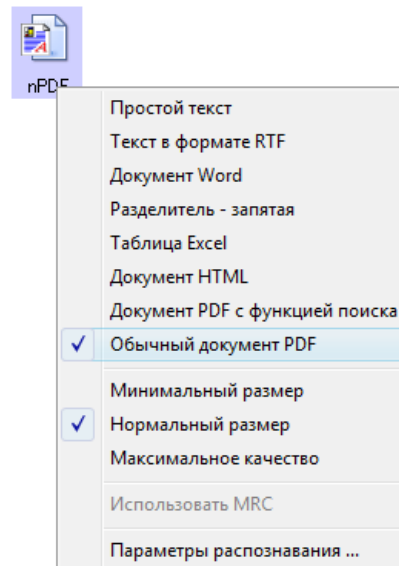 nPDF
Простой текст
Текст в формате RTF
Документ Word
Разделитель - запятая
Таблица Excel
Документ HTML
Документ PDF с функцией поиска
Обычный документ PDF
Минимальный размер
Нормальный размер
Максимальное качество
Использовать MRC
Параметры распознавания ...